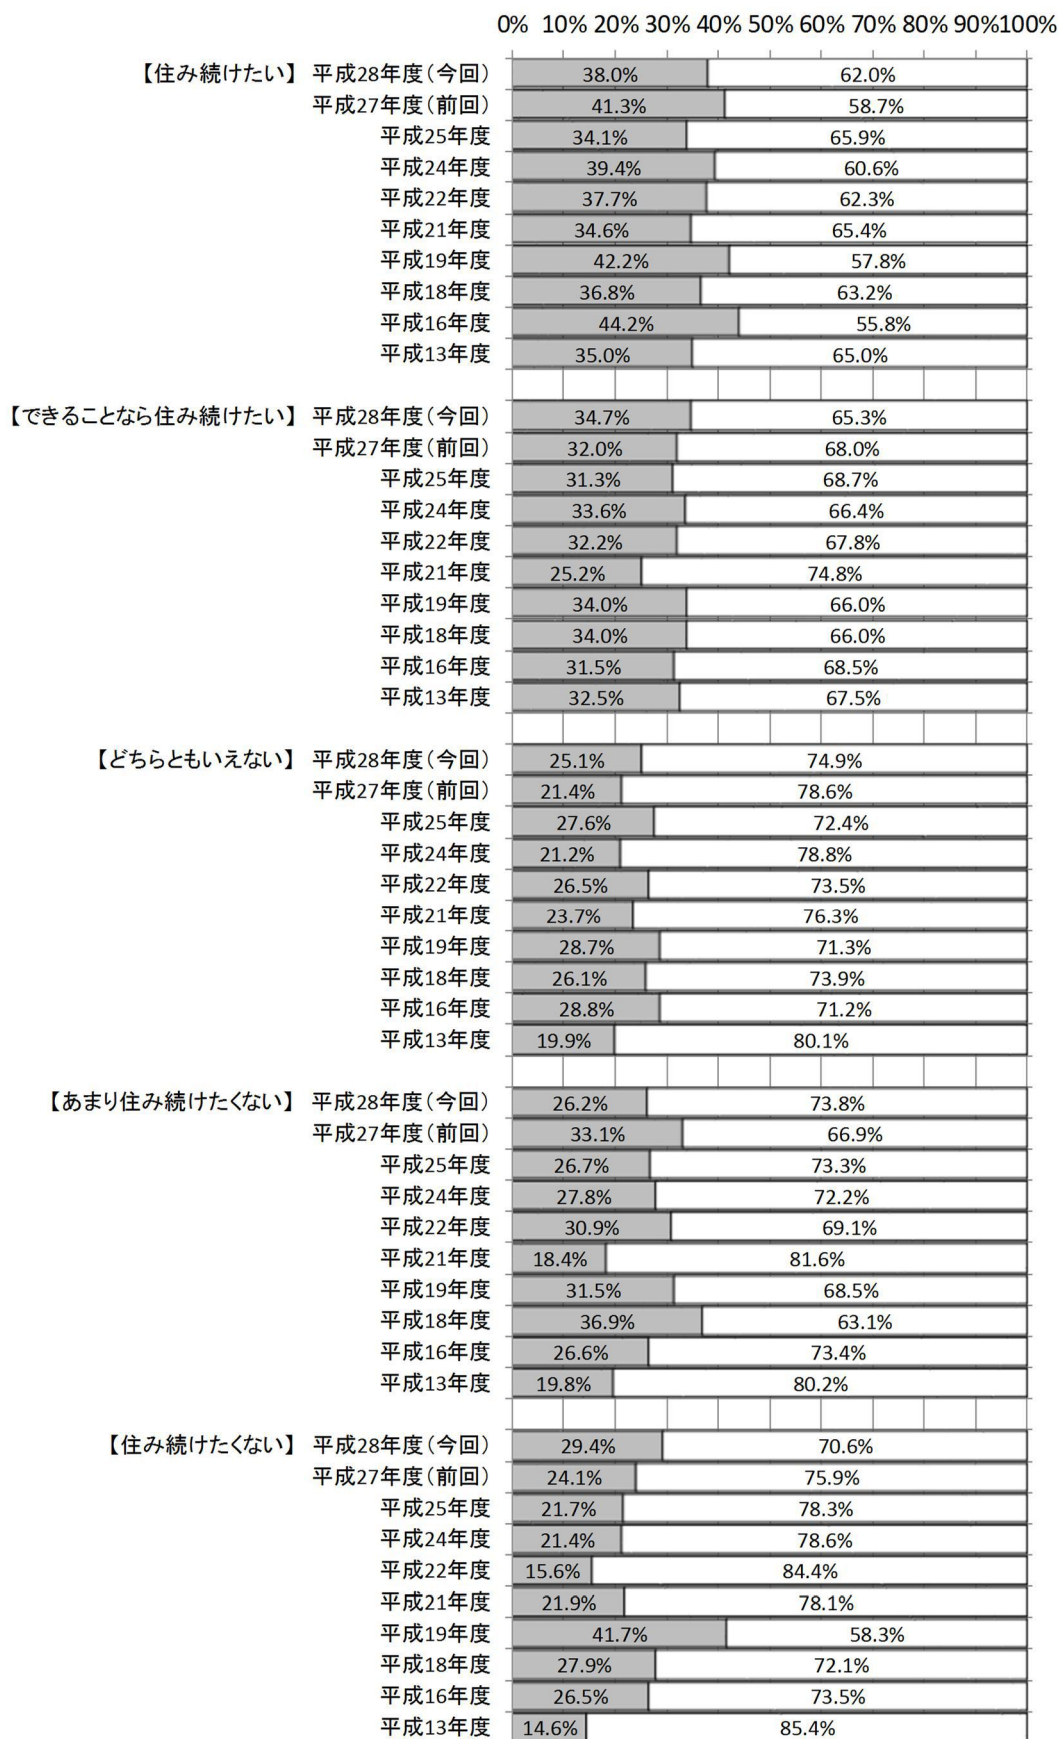 0% 10% 20% 30% 40% 50% 60% 70% 80% 90%100%
【住み続けたい】 平成28年度(今回) 38.0% 62.0%
平成27年度(前回) 41.3% 58.7%
平成25年度 34.1% 65.9%
平成24年度 39.4% 60.6%
平成22年度 37.7% 62.3%
平成21年度 34.6% 65.4%
平成19年度 42.2% 57.8%
平成18年度 36.8% 63.2%
平成16年度 44.2% 55.8%
平成13年度 35.0% 65.0%
【できることなら住み続けたい】 平成28年度(今回) 34.7% 65.3%
平成27年度(前回) 32.0% 68.0%
平成25年度 31.3% 68.7%
平成24年度 33.6% 66.4%
平成22年度 32.2% 67.8%
平成21年度 25.2% 74.8%
平成19年度 34.0% 66.0%
平成18年度 34.0% 66.0%
平成16年度 31.5% 68.5%
平成13年度 32.5% 67.5%
【どちらともいえない】 平成28年度(今回) 25.1% 74.9%
平成27年度(前回) 21.4% 78.6%
平成25年度 27.6% 72.4%
平成24年度 21.2% 78.8%
平成22年度 26.5% 73.5%
平成21年度 23.7% 76.3%
平成19年度 28.7% 71.3%
平成18年度 26.1% 73.9%
平成16年度 28.8% 71.2%
平成13年度 19.9% 80.1%
【あまり住み続けたくない】 平成28年度(今回) 26.2% 73.8%
平成27年度(前回) 33.1% 66.9%
平成25年度 26.7% 73.3%
平成24年度 27.8% 72.2%
平成22年度 30.9% 69.1%
平成21年度 18.4% 81.6%
平成19年度 31.5% 68.5%
平成18年度 36.9% 63.1%
平成16年度 26.6% 73.4%
平成13年度 19.8% 80.2%
【住み続けたくない】 平成28年度(今回) 29.4% 70.6%
平成27年度(前回) 24.1% 75.9%
平成25年度 21.7% 78.3%
平成24年度 21.4% 78.6%
平成22年度 15.6% 84.4%
平成21年度 21.9% 78.1%
平成19年度 41.7% 58.3%
平成18年度 27.9% 72.1%
平成16年度 26.5% 73.5%
平成13年度 14.6% 85.4%